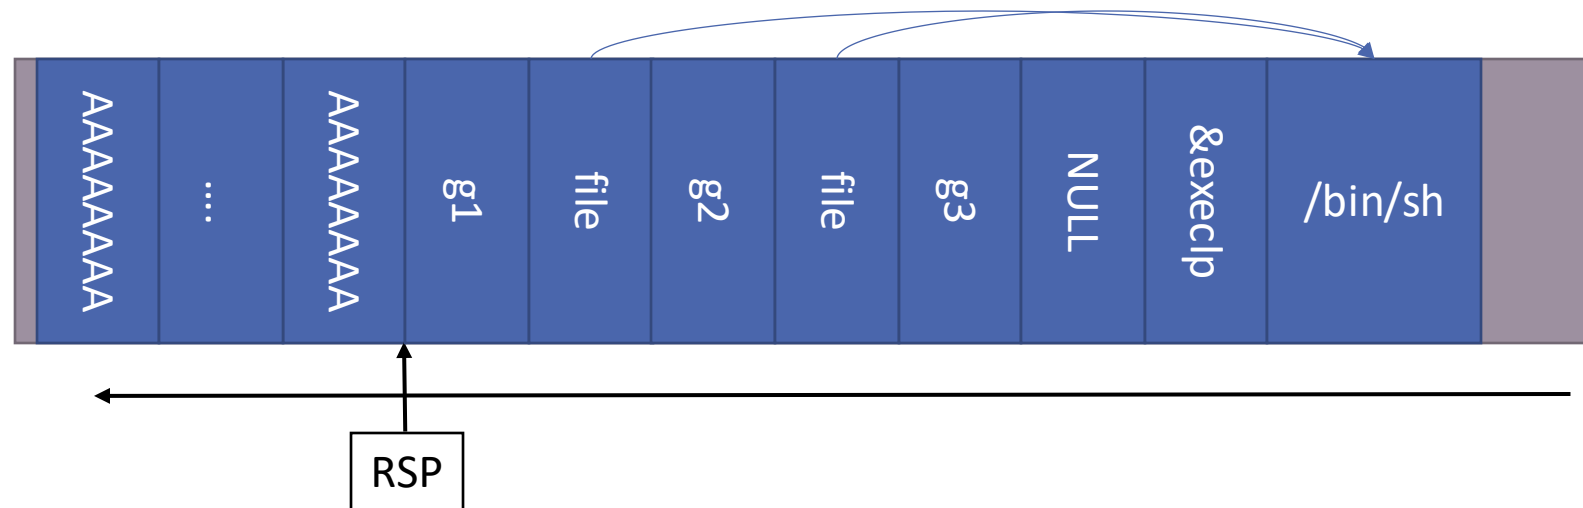 AAAAAAAA
....
AAAAAAAA
g1
file
g2
file
g3
NULL
&execlp
/bin/sh
RSP